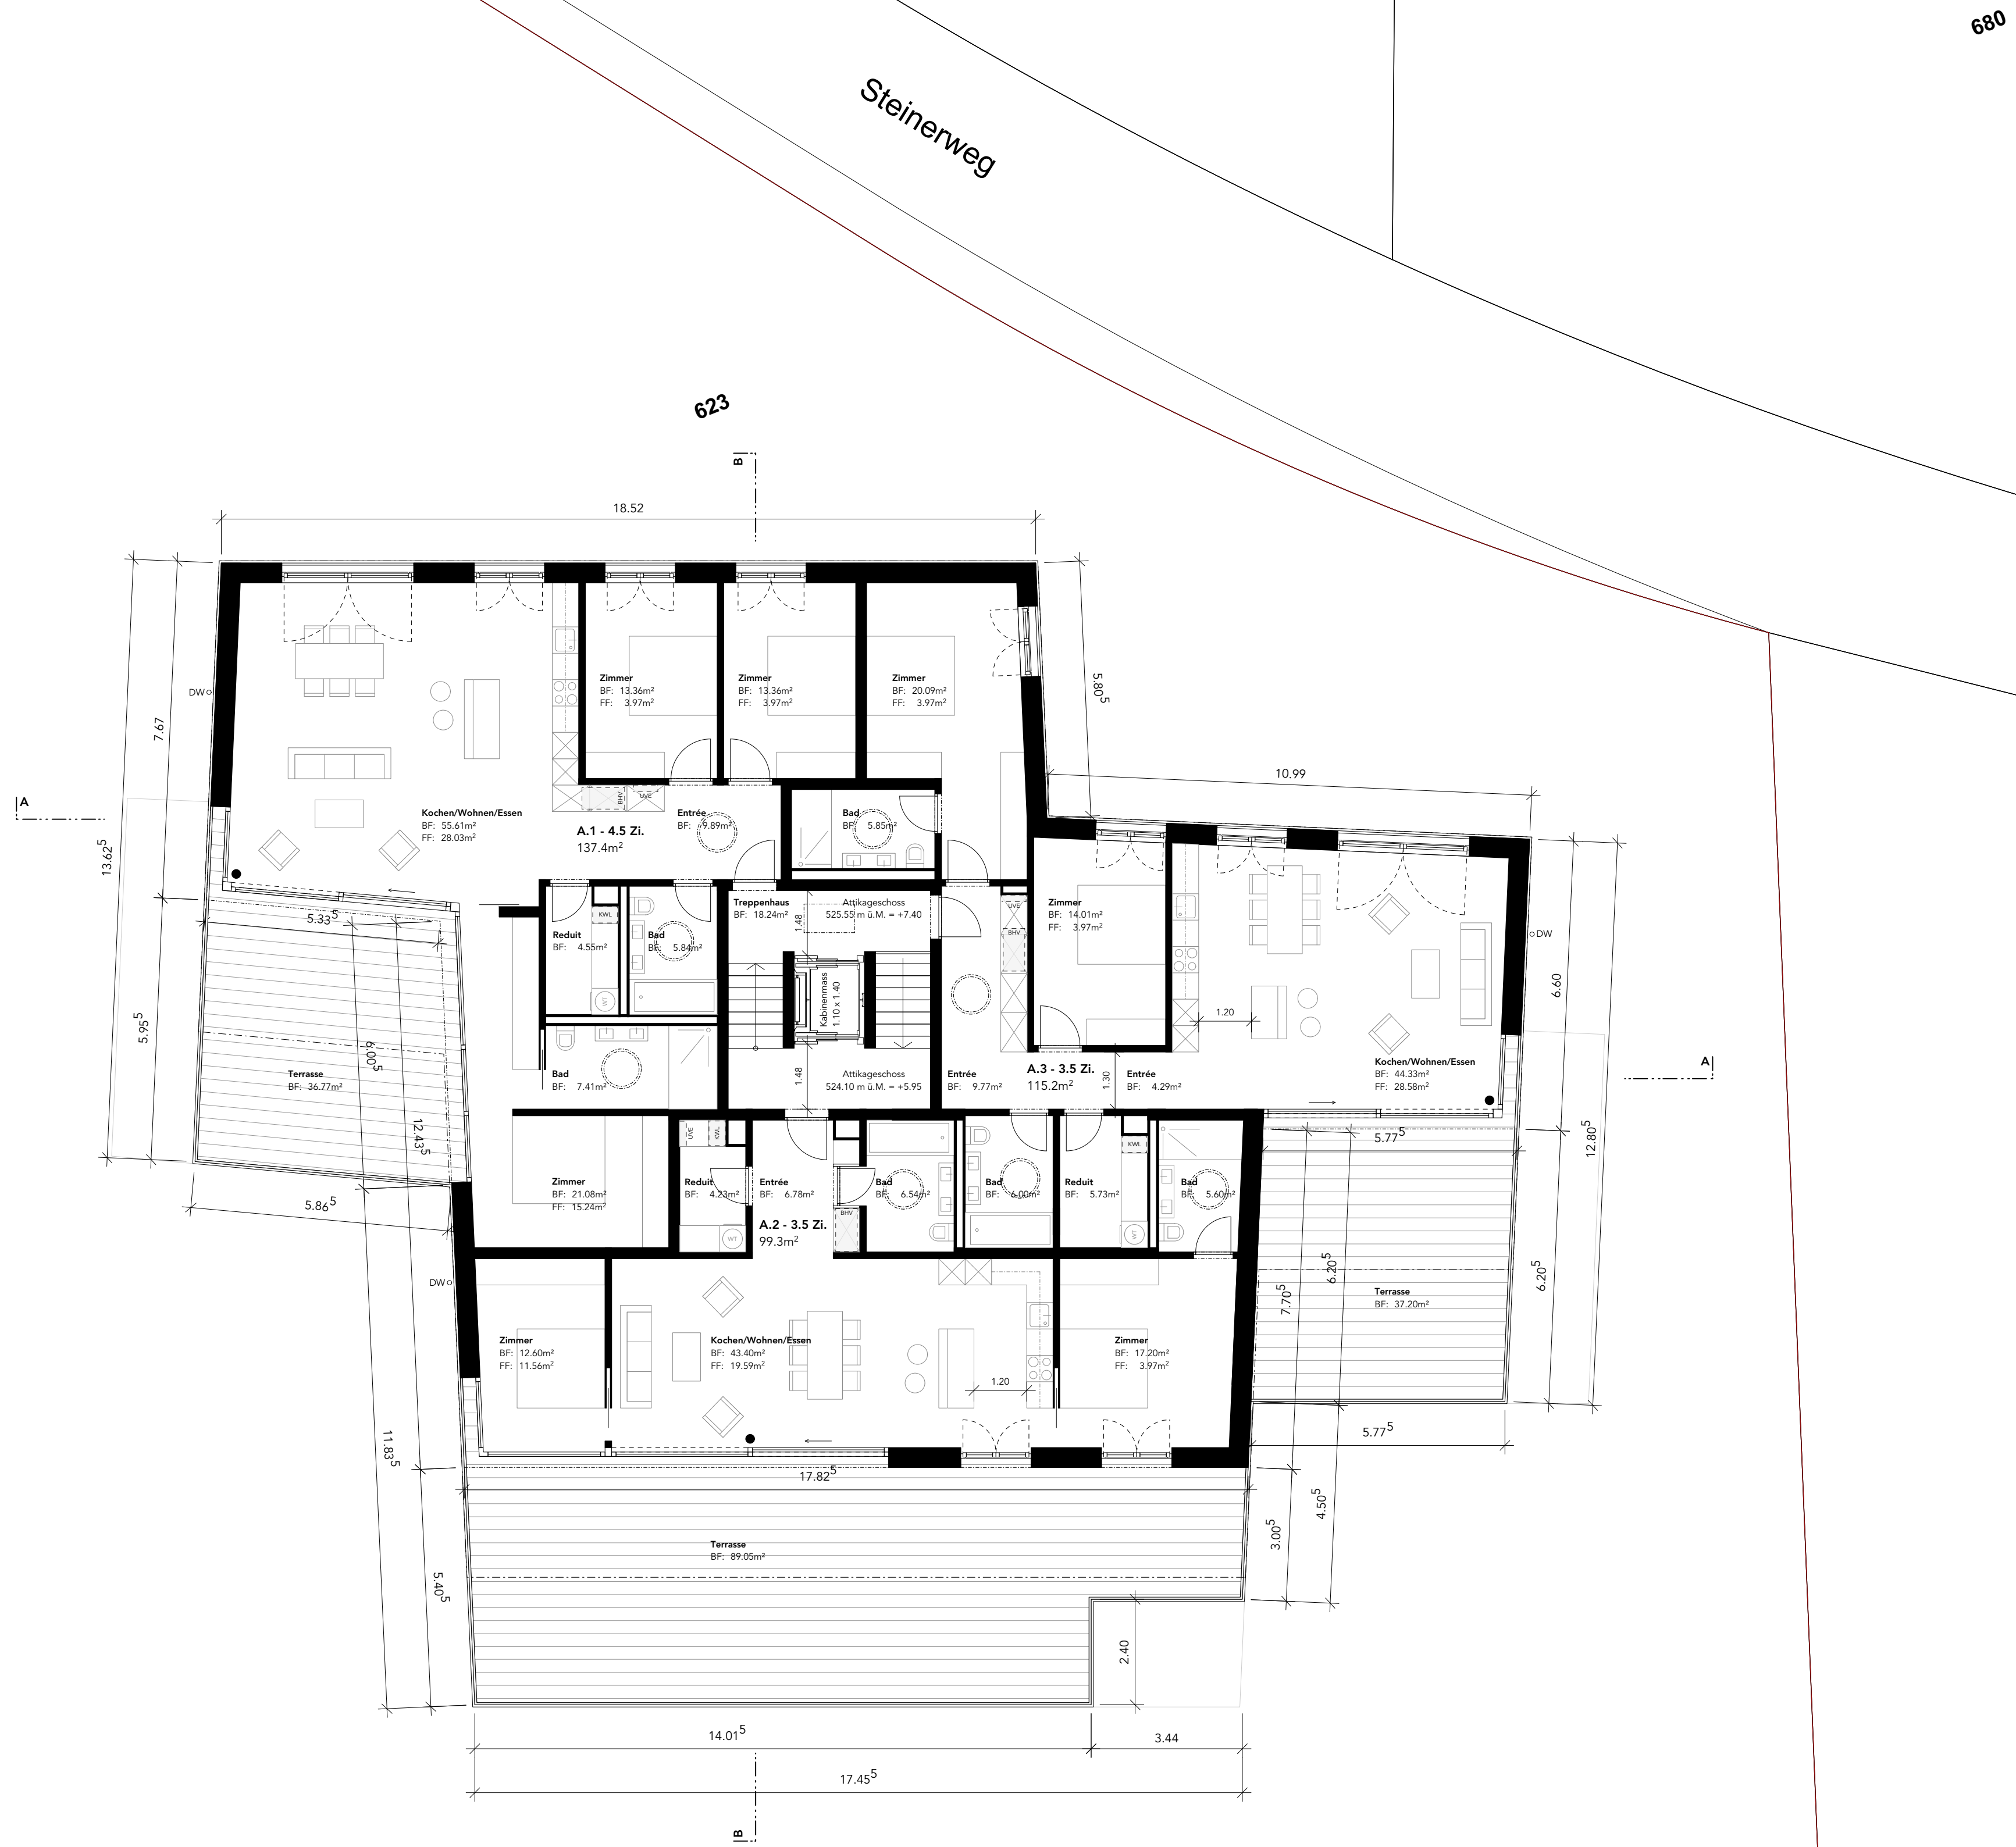 680
Steinerweg
623
B
18.52
A
13.62⁵
7.67
5.95⁵
DW
5.80⁵
10.99
Zimmer
BF: 13.36m²
FF: 3.97m²
Zimmer
BF: 13.36m²
FF: 3.97m²
Zimmer
BF: 20.09m²
FF: 3.97m²
Kochen/Wohnen/Essen
BF: 55.61m²
FF: 28.03m²
BHV
UVE
A.1 - 4.5 Zi.
137.4m²
Entrée
BF: 9.89m²
Bad
BF: 5.85m²
5.33⁵
Reduit
BF: 4.55m²
KWL
WT
Bad
BF: 5.84m²
Treppenhaus
BF: 18.24m²
1.48
Attikageschoss
525.55 m ü.M. = +7.40
Kabinenmass
1.10 x 1.40
1.48
Attikageschoss
524.10 m ü.M. = +5.95
UVE
BHV
Zimmer
BF: 14.01m²
FF: 3.97m²
1.20
DW
6.60
12.80⁵
6.20⁵
Kochen/Wohnen/Essen
BF: 44.33m²
FF: 28.58m²
A
Entrée
BF: 9.77m²
A.3 - 3.5 Zi.
115.2m²
1.30
Entrée
BF: 4.29m²
6.00⁵
12.43⁵
Terrasse
BF: 36.77m²
Bad
BF: 7.41m²
5.86⁵
Zimmer
BF: 21.08m²
FF: 15.24m²
UVE
KWL
Reduit
BF: 4.23m²
WT
Entrée
BF: 6.78m²
A.2 - 3.5 Zi.
99.3m²
BHV
Bad
BF: 6.54m²
Bad
BF: 6.00m²
Reduit
BF: 5.73m²
KWL
WT
Bad
BF: 5.60m²
5.77⁵
7.70⁵
6.20⁵
Terrasse
BF: 37.20m²
DW
Zimmer
BF: 12.60m²
FF: 11.56m²
Kochen/Wohnen/Essen
BF: 43.40m²
FF: 19.59m²
1.20
Zimmer
BF: 17.20m²
FF: 3.97m²
5.77⁵
11.83⁵
17.82⁵
5.40⁵
Terrasse
BF: 89.05m²
3.00⁵
4.50⁵
2.40
14.01⁵
3.44
17.45⁵
B